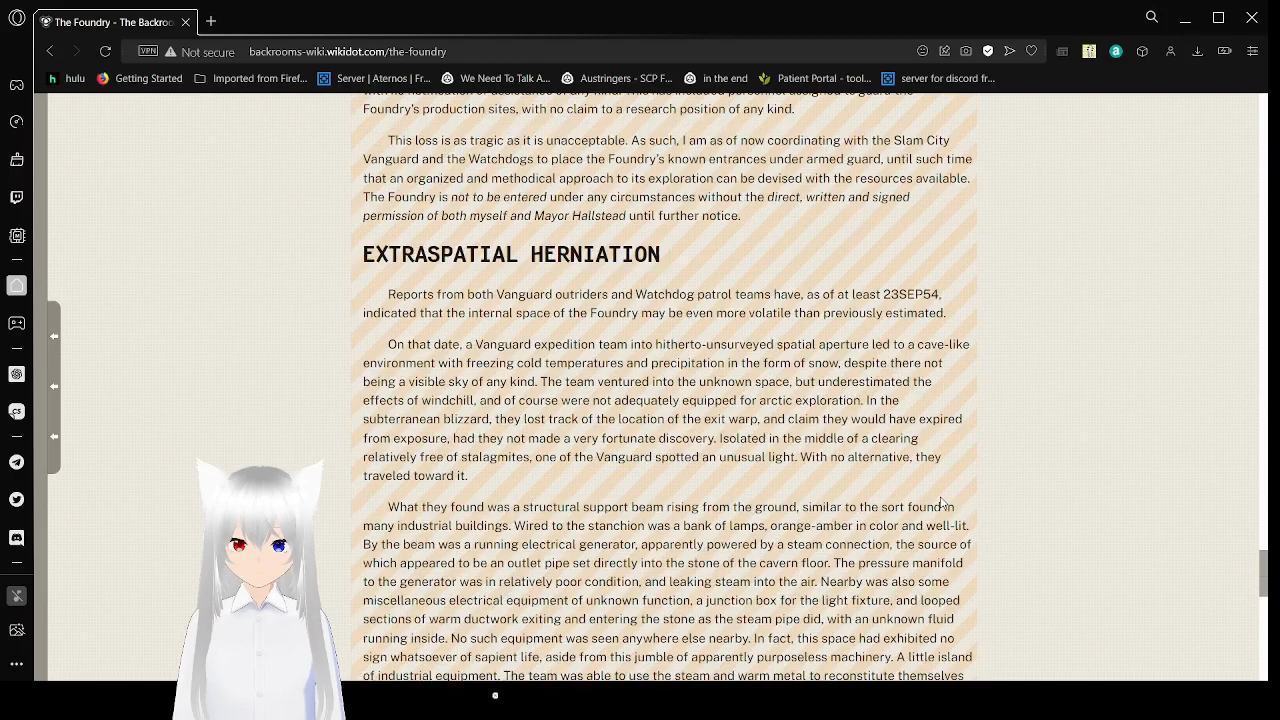 The Foundry - The Backroo
Not secure
VPN
backrooms-wiki.wikidot.com/the-foundry
hulu
Getting Started
Imported from Firef...
Server | Aternos | Fr...
We Need To Talk A...
Austringers - SCP F...
in the end
Patient Portal - tool...
server for discord fr...
with no notification or assistance of any kind. This has included personnel assigned to guard the
Foundry's production sites, with no claim to a research position of any kind.
This loss is as tragic as it is unacceptable. As such, I am as of now coordinating with the Slam City
Vanguard and the Watchdogs to place the Foundry's known entrances under armed guard, until such time
that an organized and methodical approach to its exploration can be devised with the resources available.
The Foundry is not to be entered under any circumstances without the direct, written and signed
permission of both myself and Mayor Hallstead until further notice.
EXTRASPATIAL HERNIATION
Reports from both Vanguard outriders and Watchdog patrol teams have, as of at least 23SEP54,
indicated that the internal space of the Foundry may be even more volatile than previously estimated.
On that date, a Vanguard expedition team into hitherto-unsurveyed spatial aperture led to a cave-like
environment with freezing cold temperatures and precipitation in the form of snow, despite there not
being a visible sky of any kind. The team ventured into the unknown space, but underestimated the
effects of windchill, and of course were not adequately equipped for arctic exploration. In the
subterranean blizzard, they lost track of the location of the exit warp, and claim they would have expired
from exposure, had they not made a very fortunate discovery. Isolated in the middle of a clearing
relatively free of stalagmites, one of the Vanguard spotted an unusual light. With no alternative, they
traveled toward it.
What they found was a structural support beam rising from the ground, similar to the sort found in
many industrial buildings. Wired to the stanchion was a bank of lamps, orange-amber in color and well-lit.
By the beam was a running electrical generator, apparently powered by a steam connection, the source of
which appeared to be an outlet pipe set directly into the stone of the cavern floor. The pressure manifold
to the generator was in relatively poor condition, and leaking steam into the air. Nearby was also some
miscellaneous electrical equipment of unknown function, a junction box for the light fixture, and looped
sections of warm ductwork exiting and entering the stone as the steam pipe did, with an unknown fluid
running inside. No such equipment was seen anywhere else nearby. In fact, this space had exhibited no
sign whatsoever of sapient life, aside from this jumble of apparently purposeless machinery. A little island
of industrial equipment. The team was able to use the steam and warm metal to reconstitute themselves